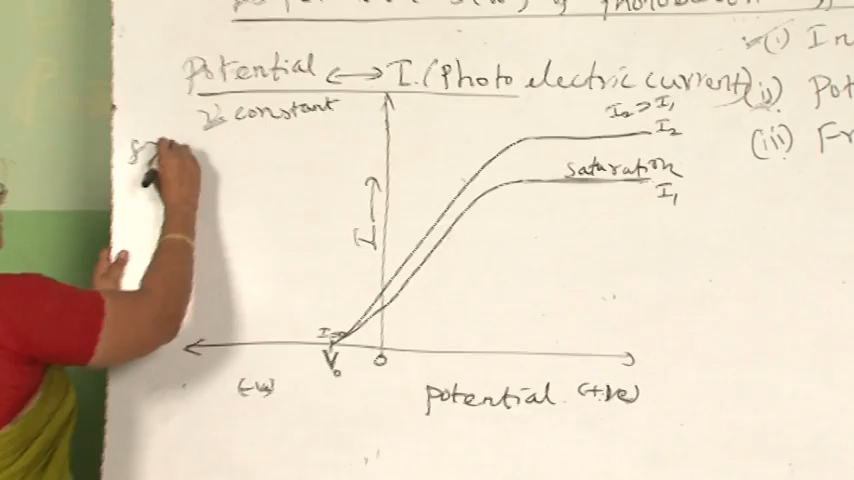 (i) In
Potential ↔ I. (Photo electric current)
(ii) Pot
ν constant
I₂ > I₁
I₂
(iii) Fr
saturation
I₁
I →
V₀
0
(-ve)
potential (+ve)